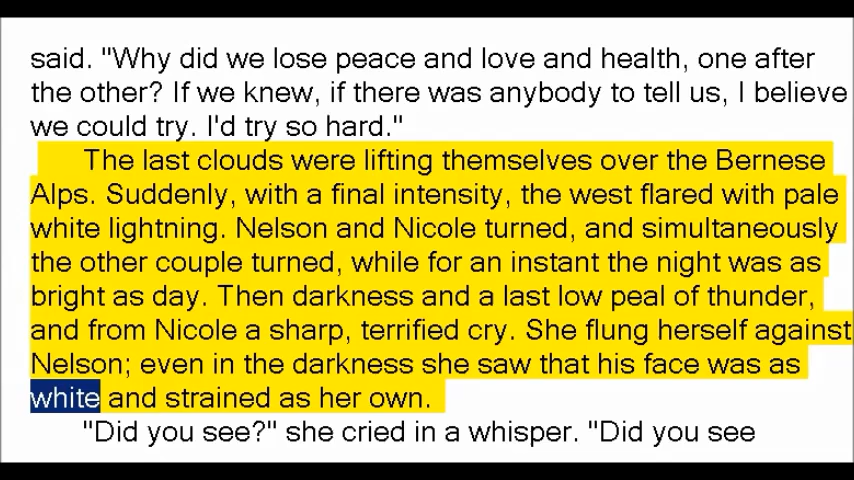 said. "Why did we lose peace and love and health, one after
the other? If we knew, if there was anybody to tell us, I believe
we could try. I'd try so hard."
The last clouds were lifting themselves over the Bernese
Alps. Suddenly, with a final intensity, the west flared with pale
white lightning. Nelson and Nicole turned, and simultaneously
the other couple turned, while for an instant the night was as
bright as day. Then darkness and a last low peal of thunder,
and from Nicole a sharp, terrified cry. She flung herself against
Nelson; even in the darkness she saw that his face was as
white and strained as her own.
"Did you see?" she cried in a whisper. "Did you see